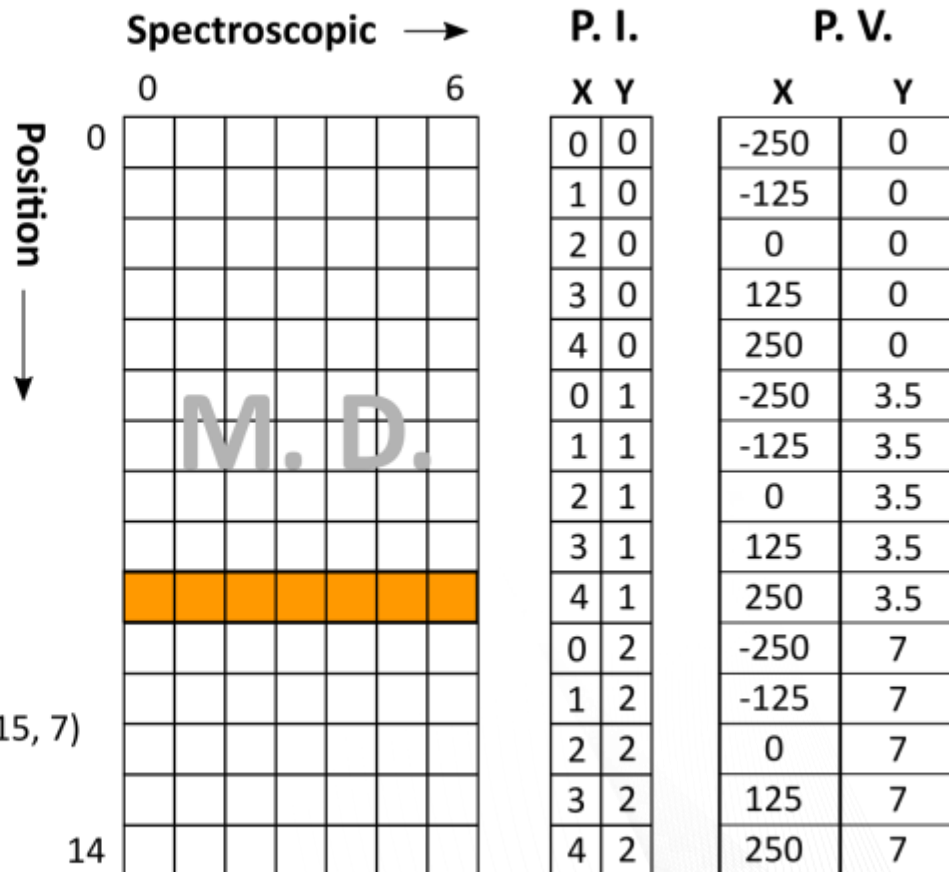 Spectroscopic P. I. P. V.
0 6 X Y X Y
Position
0 0 0 -250 0
1 0 -125 0
2 0 0 0
3 0 125 0
4 0 250 0
0 1 -250 3.5
M. D.
1 1 -125 3.5
2 1 0 3.5
3 1 125 3.5
4 1 250 3.5
0 2 -250 7
1 2 -125 7
15, 7) 2 2 0 7
3 2 125 7
14 4 2 250 7